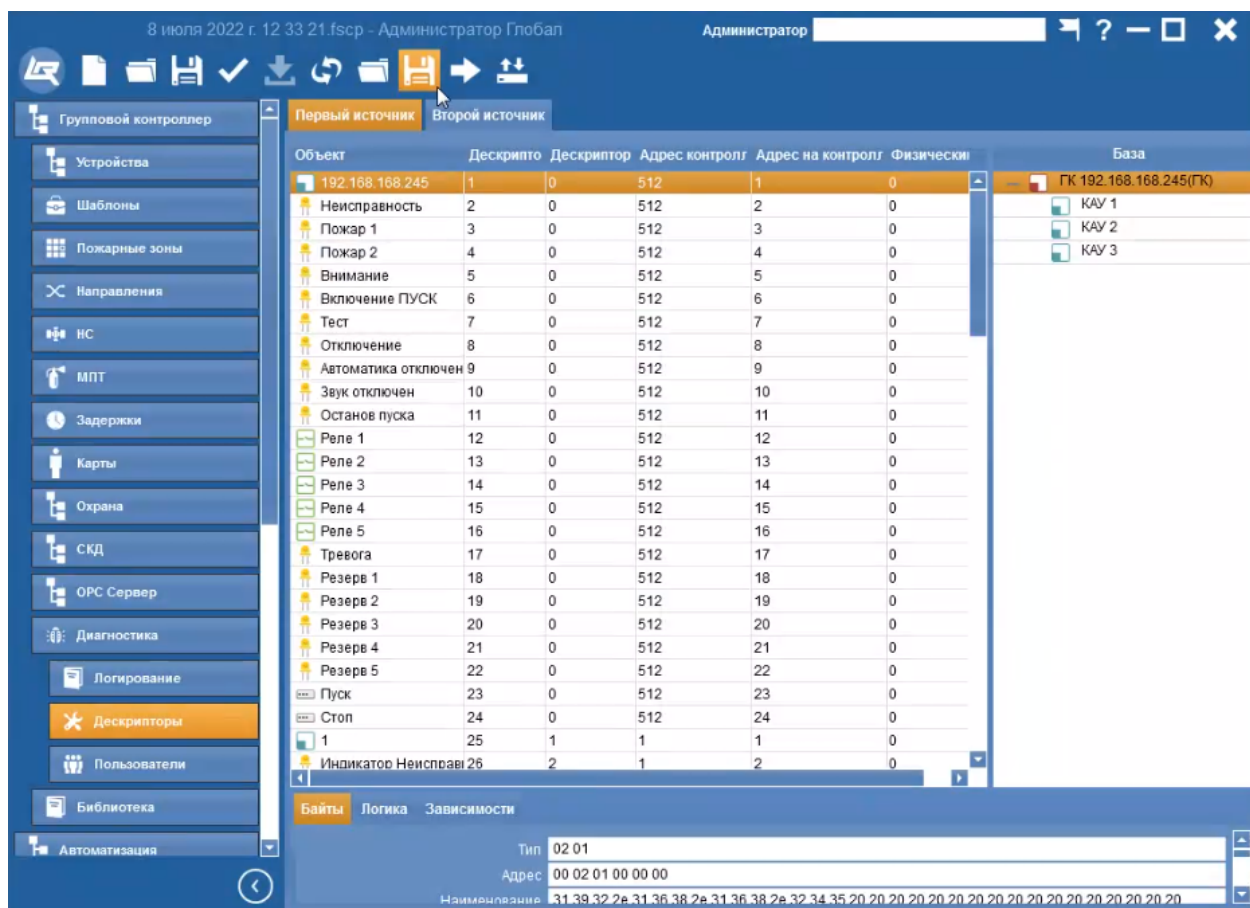 8 июля 2022 г. 12 33 21.fscp - Администратор Глобал
Администратор
?
Групповой контроллер
Устройства
Шаблоны
Пожарные зоны
Направления
НС
МПТ
Задержки
Карты
Охрана
СКД
ОРС Сервер
Диагностика
Логирование
Дескрипторы
Пользователи
Библиотека
Автоматизация
Первый источник Второй источник
Объект Дескрипто Дескриптор Адрес контролг Адрес на контролг Физически
192.168.168.245 1 0 512 1 0
Неисправность 2 0 512 2 0
Пожар 1 3 0 512 3 0
Пожар 2 4 0 512 4 0
Внимание 5 0 512 5 0
Включение ПУСК 6 0 512 6 0
Тест 7 0 512 7 0
Отключение 8 0 512 8 0
Автоматика отключен 9 0 512 9 0
Звук отключен 10 0 512 10 0
Останов пуска 11 0 512 11 0
Реле 1 12 0 512 12 0
Реле 2 13 0 512 13 0
Реле 3 14 0 512 14 0
Реле 4 15 0 512 15 0
Реле 5 16 0 512 16 0
Тревога 17 0 512 17 0
Резерв 1 18 0 512 18 0
Резерв 2 19 0 512 19 0
Резерв 3 20 0 512 20 0
Резерв 4 21 0 512 21 0
Резерв 5 22 0 512 22 0
Пуск 23 0 512 23 0
Стоп 24 0 512 24 0
1 25 1 1 1 0
Индикатор Неисправ 26 2 1 2 0
База
ГК 192.168.168.245(ГК)
КАУ 1
КАУ 2
КАУ 3
Байты Логика Зависимости
Тип 02 01
Адрес 00 02 01 00 00 00
Наименование 31 39 32 2e 31 36 38 2e 31 36 38 2e 32 34 35 20 20 20 20 20 20 20 20 20 20 20 20 20 20 20 20 20